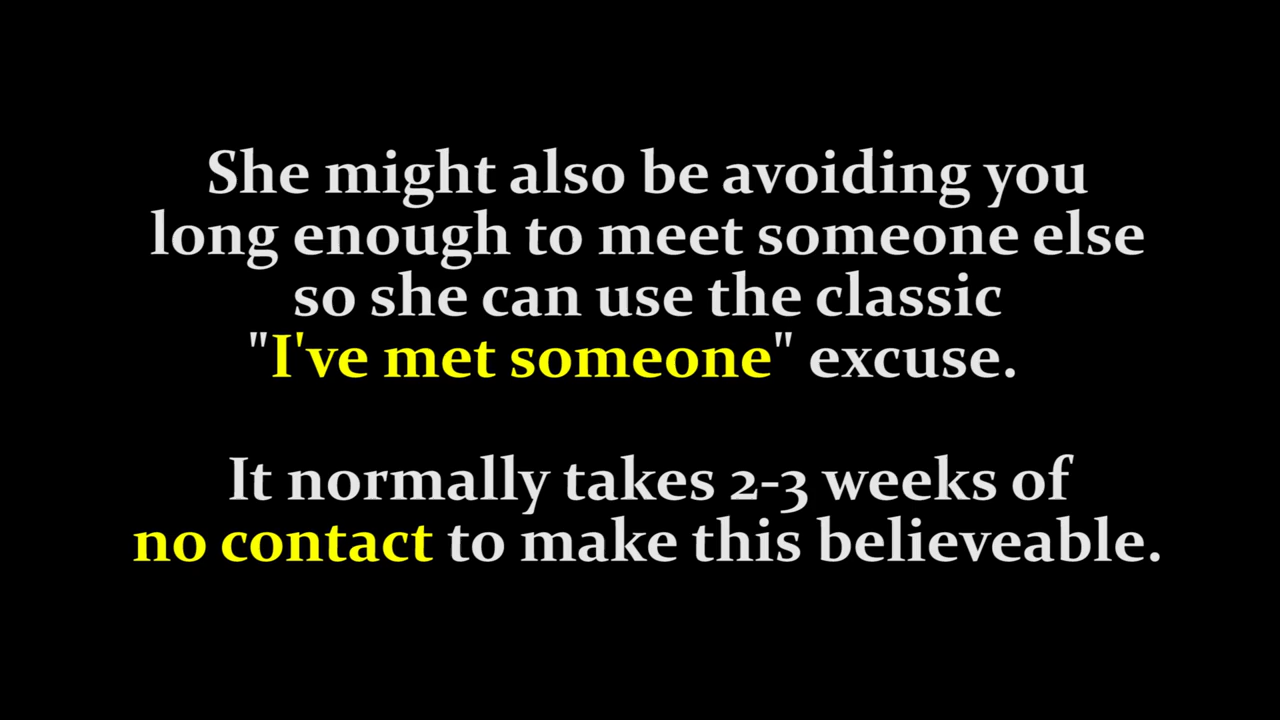 She might also be avoiding you
long enough to meet someone else
so she can use the classic
"I've met someone" excuse.
It normally takes 2-3 weeks of
no contact to make this believeable.